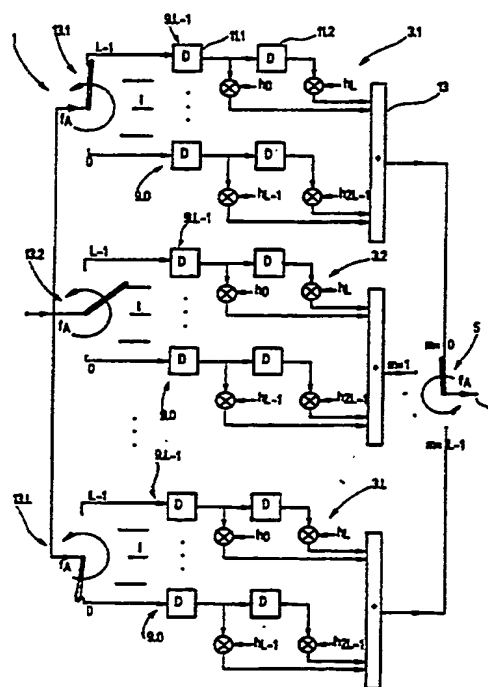 1
13.1
L-1
9.L-1
D
11.1
11.2
D
3.1
13
fA
I
h0
hL
+
0
D
D
9.0
hL-1
h2L-1
13.2
L-1
9.L-1
D
D
3.2
fA
I
h0
hL
0
D
D
9.0
hL-1
h2L-1
m=0
m=1
5
fA
m=L-1
13.L
L-1
9.L-1
D
D
3.L
fA
I
h0
hL
0
D
D
9.0
hL-1
h2L-1